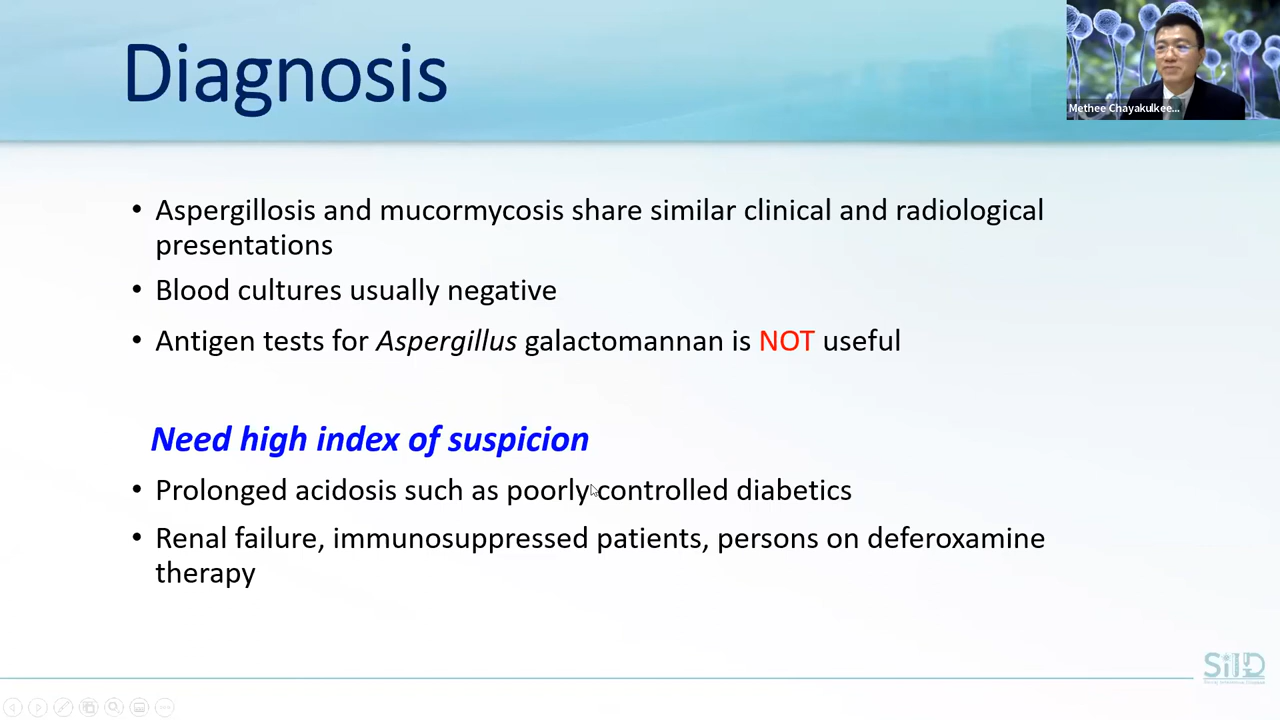 Diagnosis
Methee Chayakulkee...
• Aspergillosis and mucormycosis share similar clinical and radiological
presentations
• Blood cultures usually negative
• Antigen tests for Aspergillus galactomannan is NOT useful
Need high index of suspicion
• Prolonged acidosis such as poorly controlled diabetics
• Renal failure, immunosuppressed patients, persons on deferoxamine
therapy
SiID